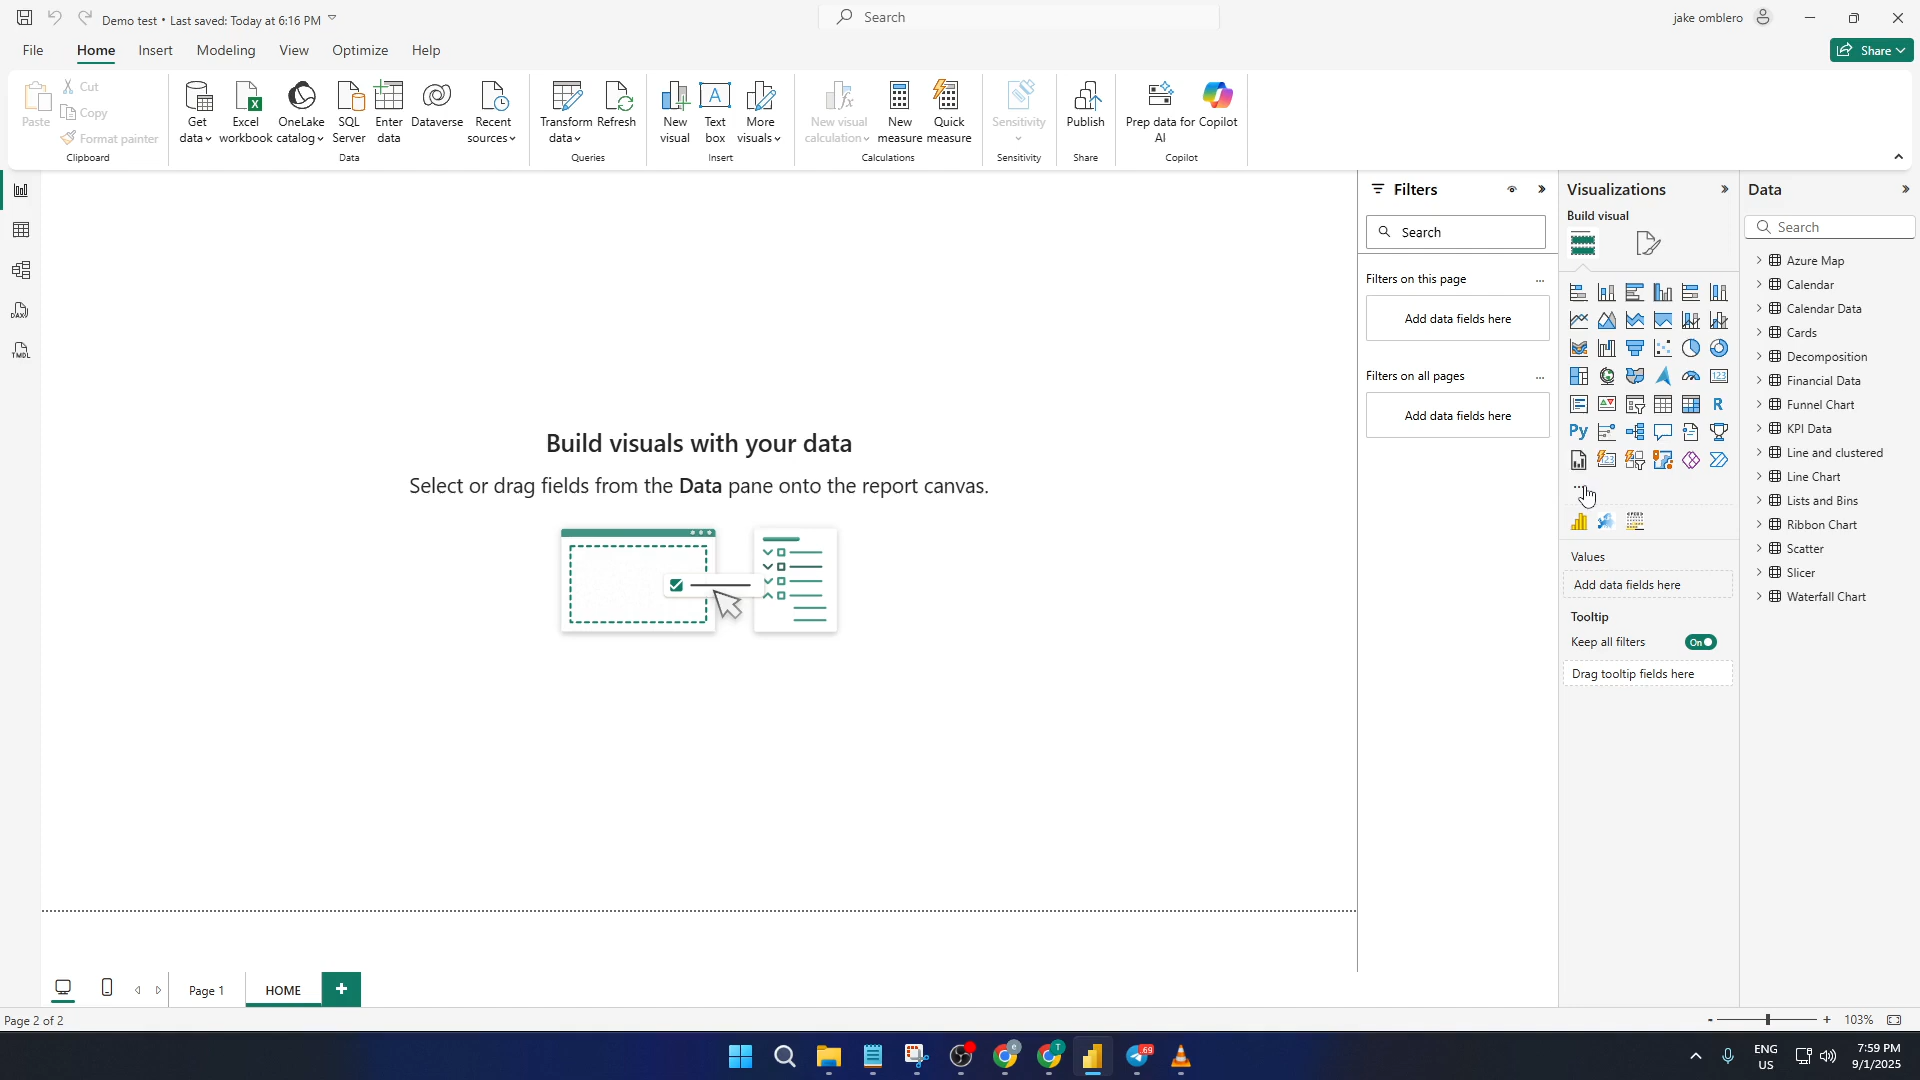 Demo test • Last saved: Today at 6:16 PM
Search
jake omblero
File
Home
Insert
Modeling
View
Optimize
Help
Share
Paste
Cut
Copy
Format painter
Clipboard
Get data
Excel workbook
OneLake catalog
SQL Server
Enter data
Dataverse
Recent sources
Data
Transform data
Refresh
Queries
New visual
Text box
More visuals
Insert
New visual calculation
New measure
Quick measure
Calculations
Sensitivity
Sensitivity
Publish
Share
Prep data for AI
Copilot
Copilot
DAX
TMDL
Build visuals with your data
Select or drag fields from the Data pane onto the report canvas.
Filters
Search
Filters on this page
...
Add data fields here
Filters on all pages
...
Add data fields here
Visualizations
Build visual
123
R
Py
123
Values
Add data fields here
Tooltip
Keep all filters
On
Drag tooltip fields here
Data
Search
Azure Map
Calendar
Calendar Data
Cards
Decomposition
Financial Data
Funnel Chart
KPI Data
Line and clustered
Line Chart
Lists and Bins
Ribbon Chart
Scatter
Slicer
Waterfall Chart
Page 1
HOME
+
Page 2 of 2
- + 103%
69
ENG
US
7:59 PM
9/1/2025